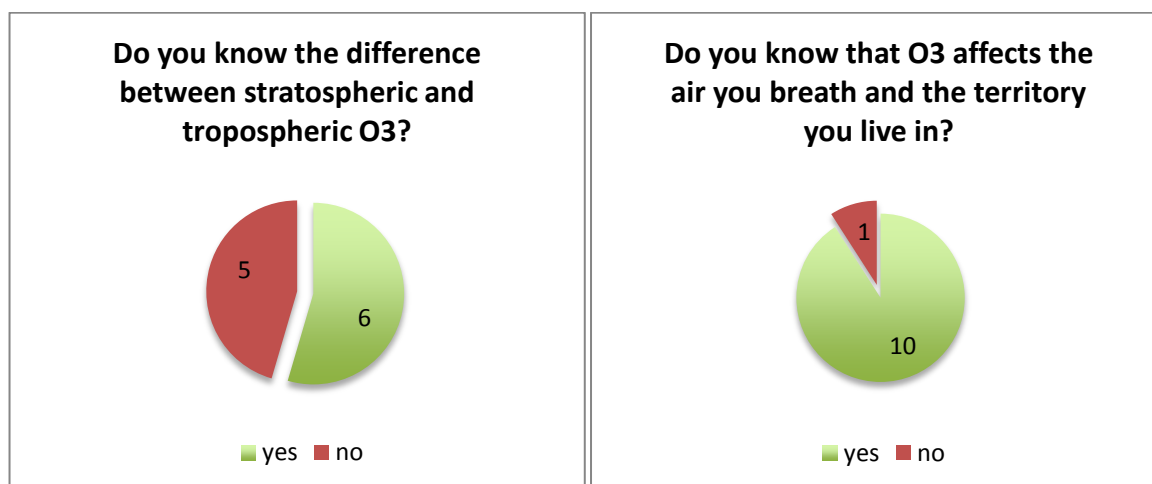 Do you know the difference
between stratospheric and
tropospheric O3?
5
6
yes no
Do you know that O3 affects the
air you breath and the territory
you live in?
1
10
yes no